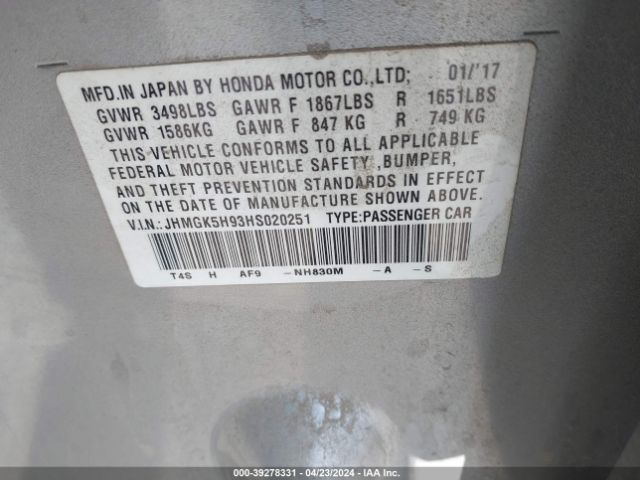 MFD.IN JAPAN BY HONDA MOTOR CO.,LTD; 01/'17
GVWR 3498LBS GAWR F 1867LBS R 1651LBS
GVWR 1586KG GAWR F 847 KG R 749 KG
THIS VEHICLE CONFORMS TO ALL APPLICABLE
FEDERAL MOTOR VEHICLE SAFETY ,BUMPER,
AND THEFT PREVENTION STANDARDS IN EFFECT
ON THE DATE OF MANUFACTURE SHOWN ABOVE.
V.I.N.: JHMGK5H93HS020251 TYPE:PASSENGER CAR
T4S H AF9 -NH830M -A -S
000-39278331 - 04/23/2024 - IAA Inc.